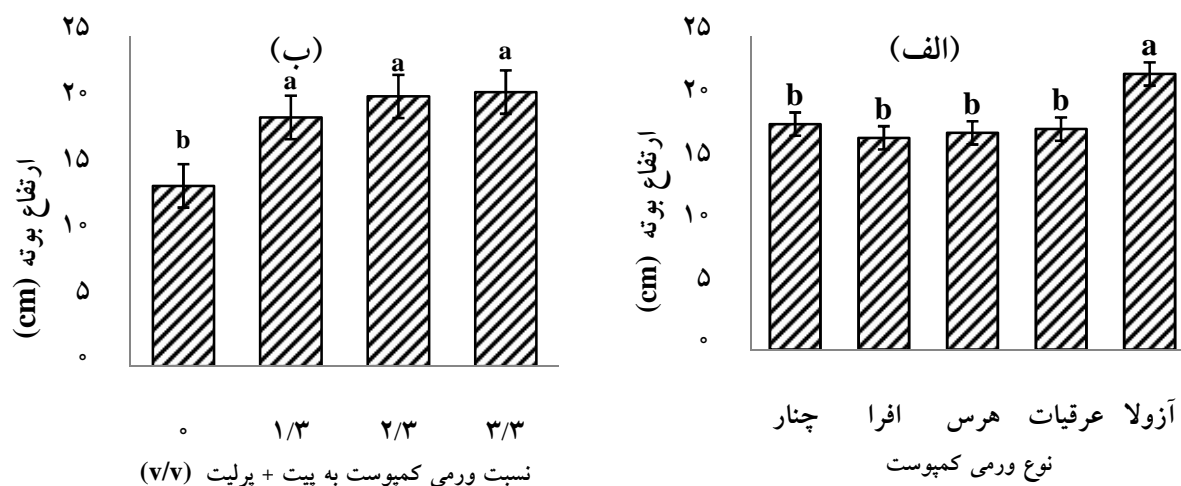 (الف)
۲۵
۲۰
۱۵
۱۰
۵
۰
ارتفاع بوته (cm)
b
b
b
b
a
چنار
افرا
هرس
عرقیات
آزولا
نوع ورمی کمپوست
(ب)
۲۵
۲۰
۱۵
۱۰
۵
۰
ارتفاع بوته (cm)
b
a
a
a
۰
۱/۳
۲/۳
۳/۳
نسبت ورمی کمپوست به پیت + پرلیت (v/v)